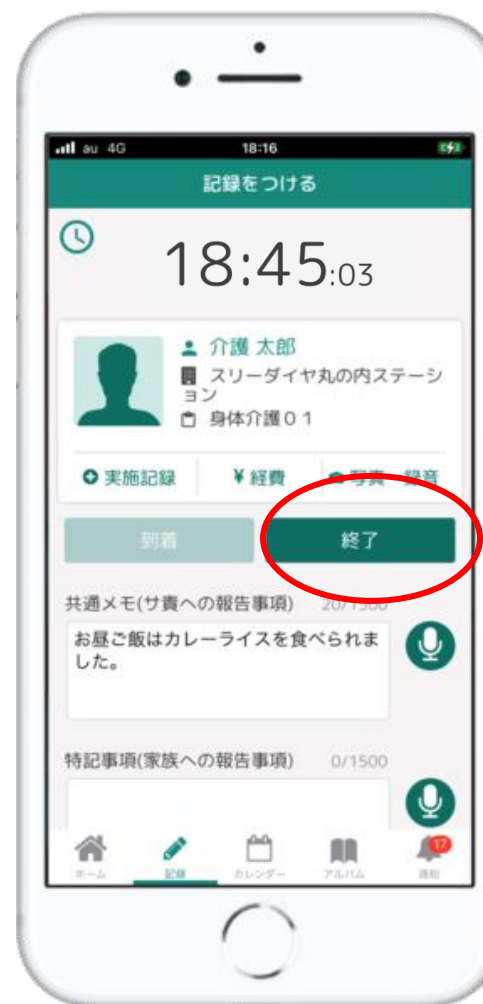 au 4G 18:16
記録をつける
18:45:03
介護 太郎
スリーダイヤ丸の内ステーシ
ョン
身体介護01
実施記録 ¥経費 写真 録音
到着 終了
共通メモ(サ責への報告事項) 20/1500
お昼ご飯はカレーライスを食べられま
した。
特記事項(家族への報告事項) 0/1500
17
ホーム 記録 カレンダー アルバム 通知